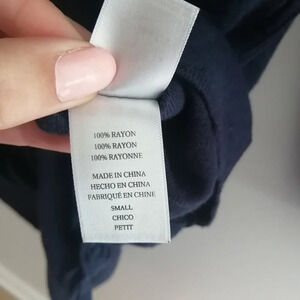 100% RAYON
100% RAYON
100% RAYONNE
MADE IN CHINA
HECHO EN CHINA
FABRIQUÉ EN CHINE
SMALL
CHICO
PETIT